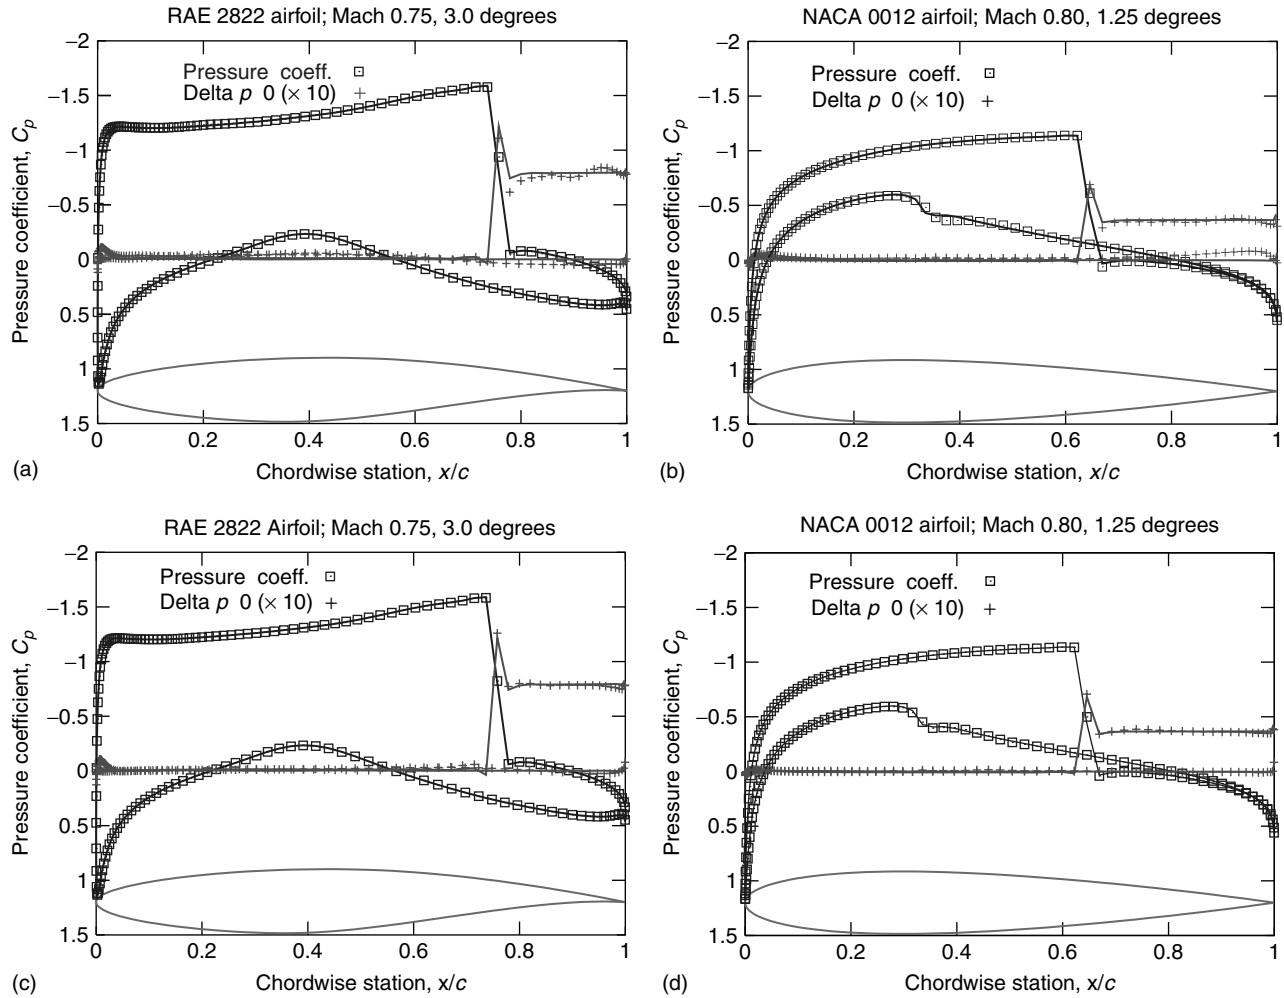 RAE 2822 airfoil; Mach 0.75, 3.0 degrees
Pressure coeff.
Delta p 0 (× 10)
Pressure coefficient, Cp
−2
−1.5
−1
−0.5
0
0.5
1
1.5
0 0.2 0.4 0.6 0.8 1
Chordwise station, x/c
(a)
NACA 0012 airfoil; Mach 0.80, 1.25 degrees
Pressure coeff.
Delta p 0 (× 10)
Pressure coefficient, Cp
−2
−1.5
−1
−0.5
0
0.5
1
1.5
0 0.2 0.4 0.6 0.8 1
Chordwise station, x/c
(b)
RAE 2822 Airfoil; Mach 0.75, 3.0 degrees
Pressure coeff.
Delta p 0 (× 10)
Pressure coefficient, Cp
−2
−1.5
−1
−0.5
0
0.5
1
1.5
0 0.2 0.4 0.6 0.8 1
Chordwise station, x/c
(c)
NACA 0012 airfoil; Mach 0.80, 1.25 degrees
Pressure coeff.
Delta p 0 (× 10)
Pressure coefficient, Cp
−2
−1.5
−1
−0.5
0
0.5
1
1.5
0 0.2 0.4 0.6 0.8 1
Chordwise station, x/c
(d)